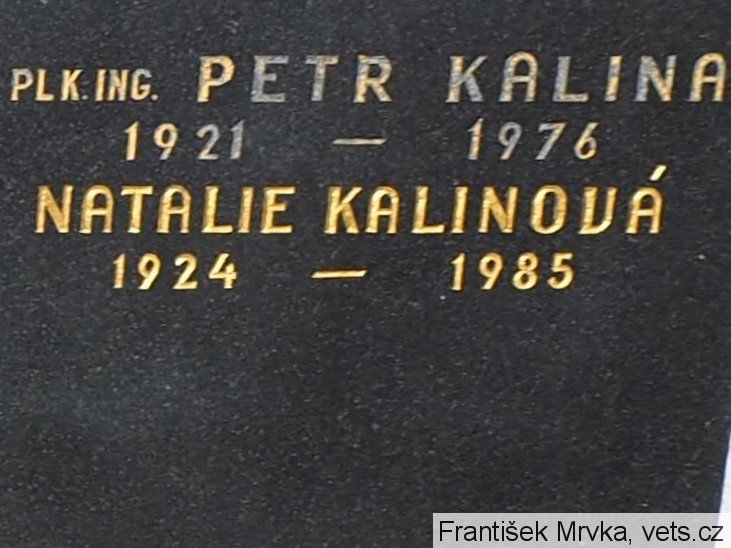 PLK.ING. PETR KALINA
1921 — 1976
NATALIE KALINOVÁ
1924 — 1985
František Mrvka, vets.cz